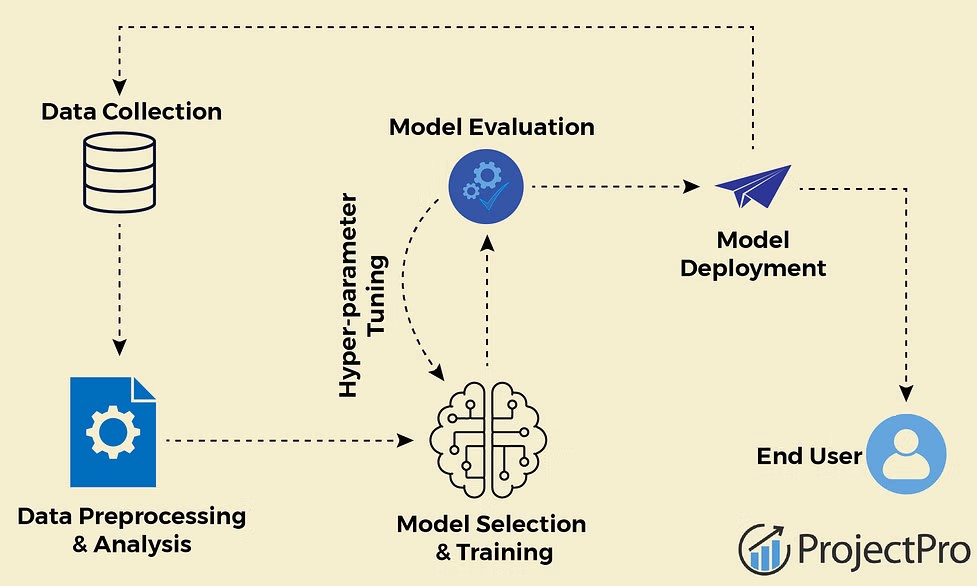 Data Collection
Model Evaluation
Hyper-parameter
Tuning
Model
Deployment
End User
Data Preprocessing
& Analysis
Model Selection
& Training
ProjectPro